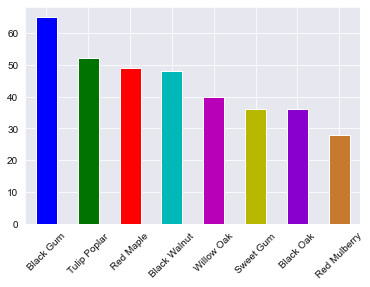 60
50
40
30
20
10
0
Black Gum
Tulip Poplar
Red Maple
Black Walnut
Willow Oak
Sweet Gum
Black Oak
Red Mulberry